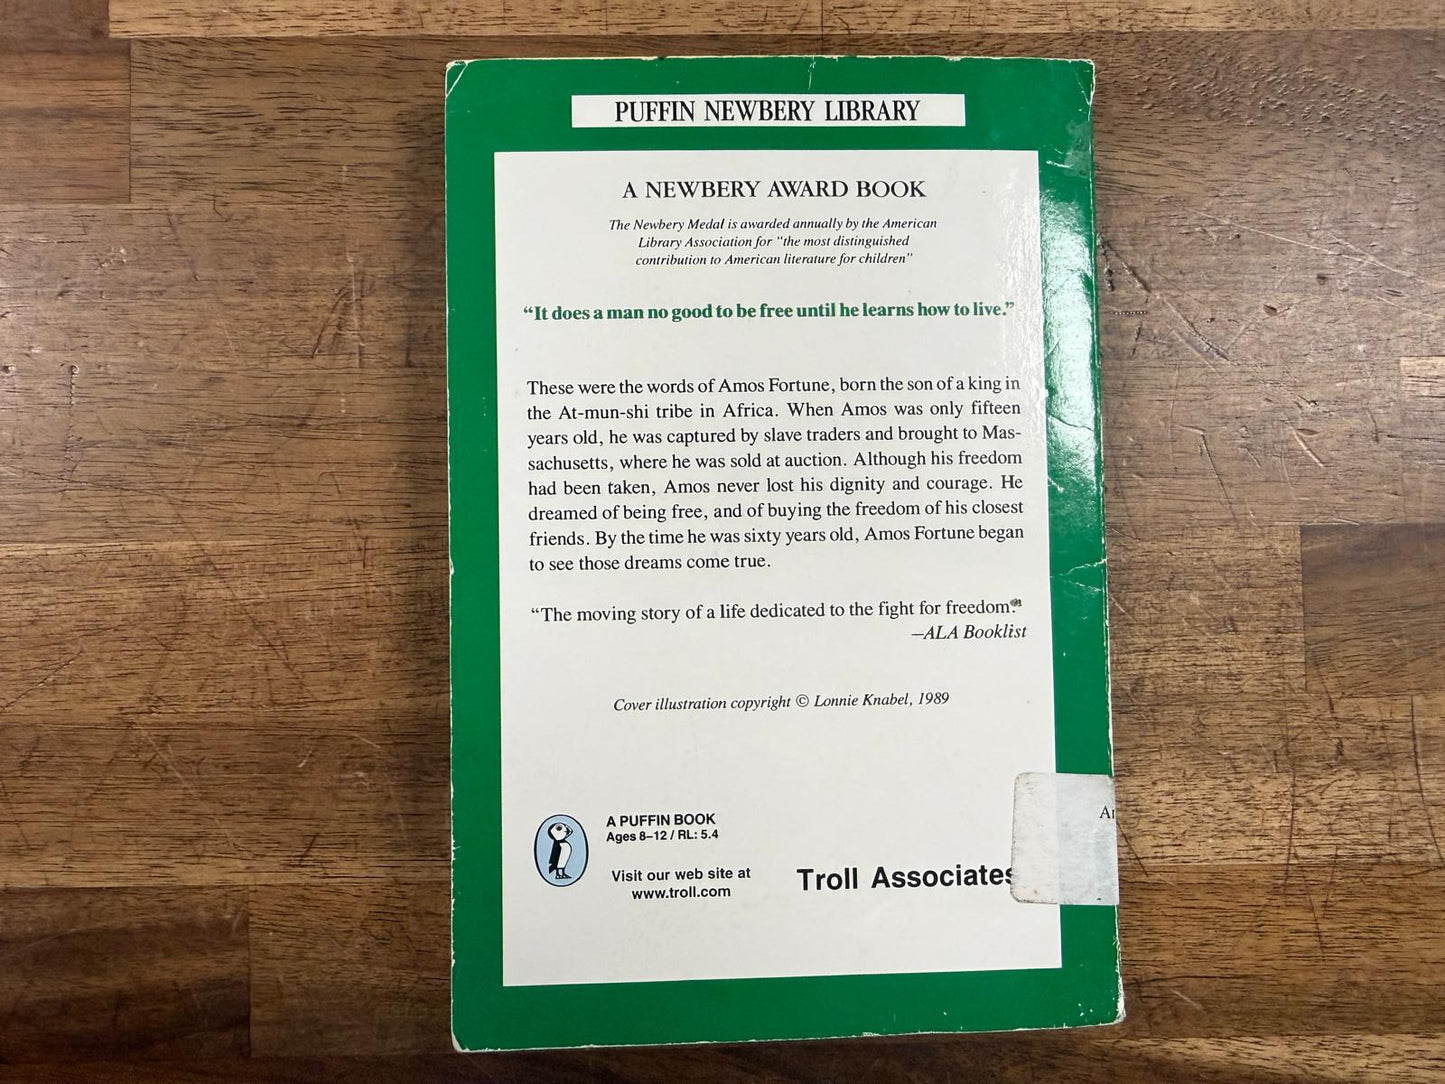 PUFFIN NEWBERY LIBRARY
A NEWBERY AWARD BOOK
The Newbery Medal is awarded annually by the American
Library Association for "the most distinguished
contribution to American literature for children"
“It does a man no good to be free until he learns how to live.”
These were the words of Amos Fortune, born the son of a king in
the At-mun-shi tribe in Africa. When Amos was only fifteen
years old, he was captured by slave traders and brought to Mas-
sachusetts, where he was sold at auction. Although his freedom
had been taken, Amos never lost his dignity and courage. He
dreamed of being free, and of buying the freedom of his closest
friends. By the time he was sixty years old, Amos Fortune began
to see those dreams come true.
“The moving story of a life dedicated to the fight for freedom.”
—ALA Booklist
Cover illustration copyright © Lonnie Knabel, 1989
A PUFFIN BOOK
Ages 8–12 / RL: 5.4
Visit our web site at
www.troll.com
Troll Associates